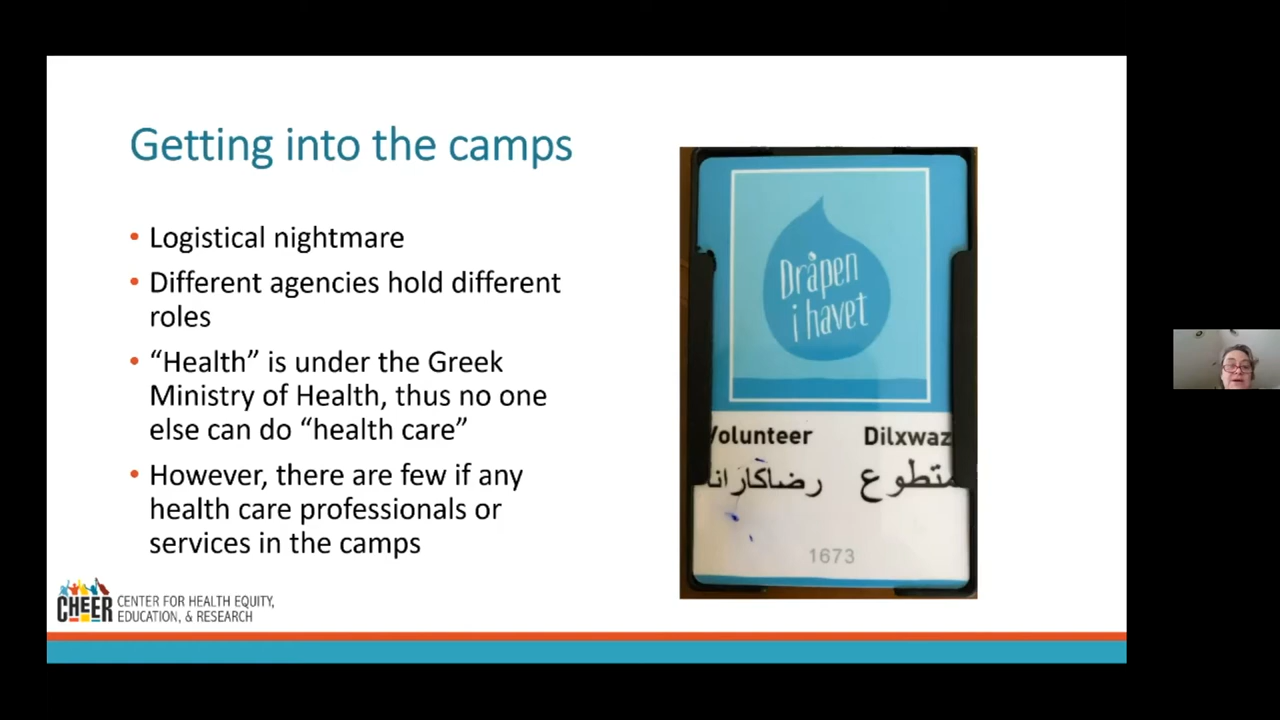 Getting into the camps
• Logistical nightmare
• Different agencies hold different
roles
• “Health” is under the Greek
Ministry of Health, thus no one
else can do “health care”
• However, there are few if any
health care professionals or
services in the camps
CHEER CENTER FOR HEALTH EQUITY,
EDUCATION, & RESEARCH
Dråpen
i havet
Volunteer Dilxwaz
رضاکارانا متطوع
1673